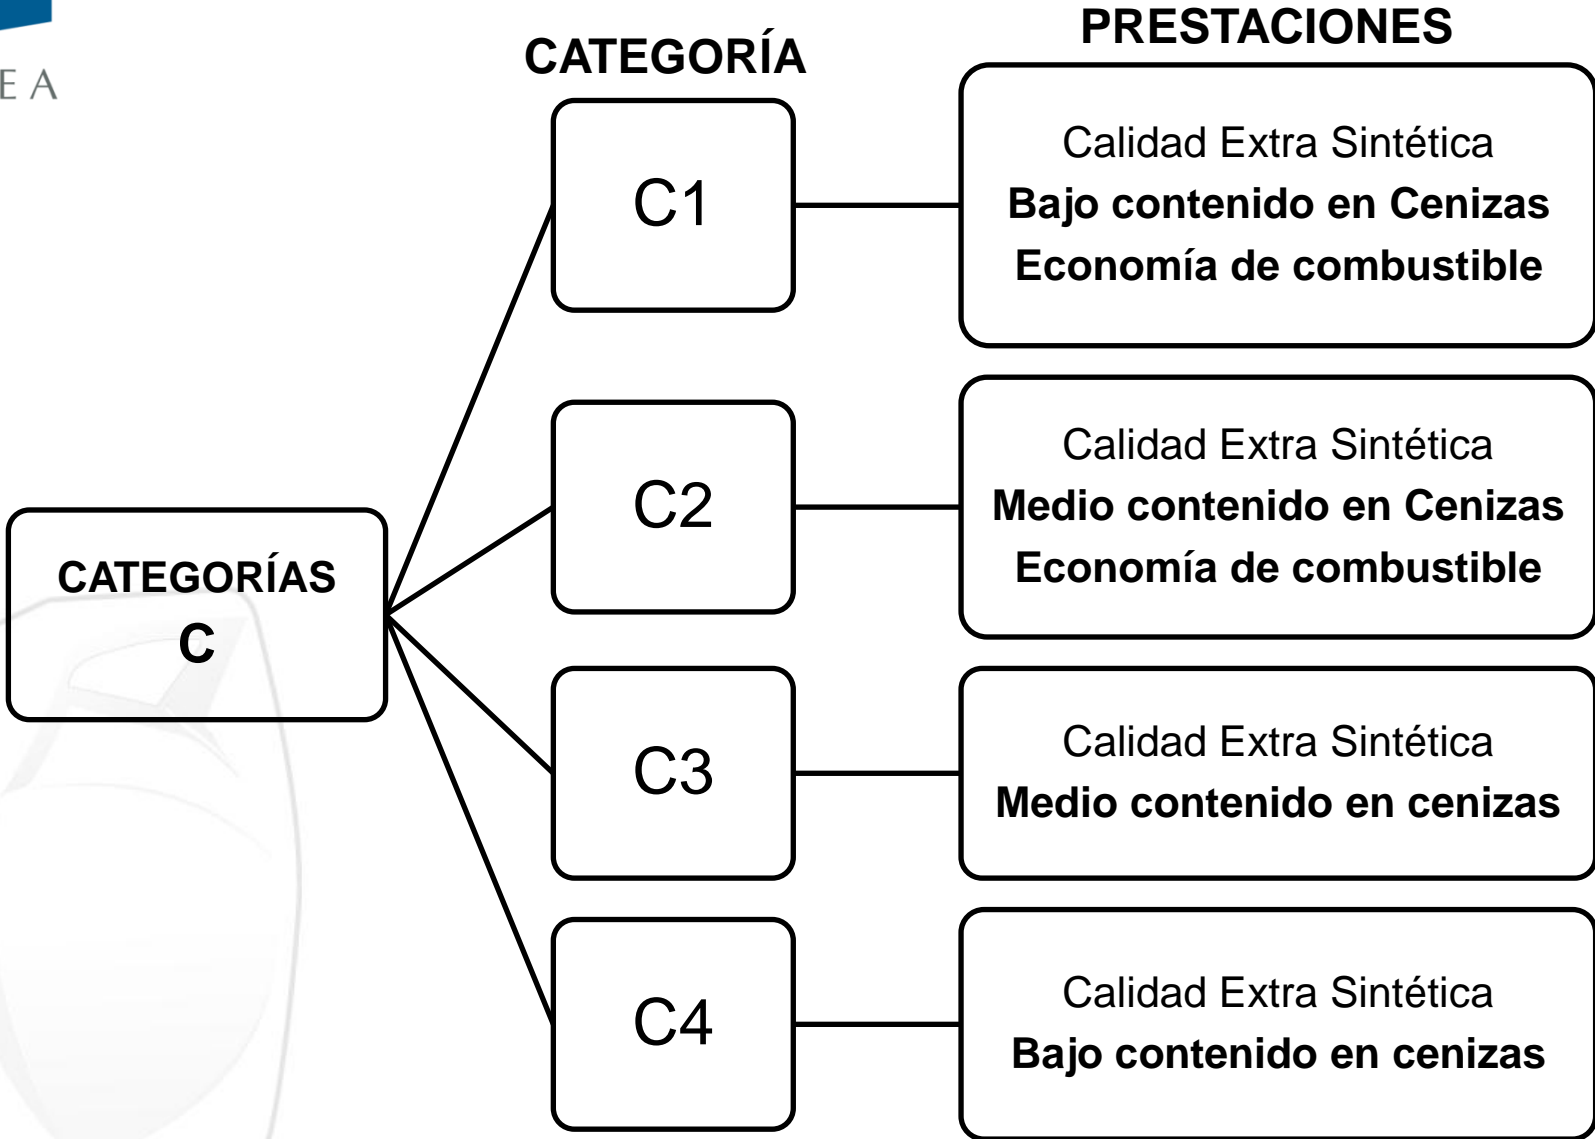 E A
CATEGORÍA
PRESTACIONES
CATEGORÍAS
C
C1
Calidad Extra Sintética
Bajo contenido en Cenizas
Economía de combustible
C2
Calidad Extra Sintética
Medio contenido en Cenizas
Economía de combustible
C3
Calidad Extra Sintética
Medio contenido en cenizas
C4
Calidad Extra Sintética
Bajo contenido en cenizas